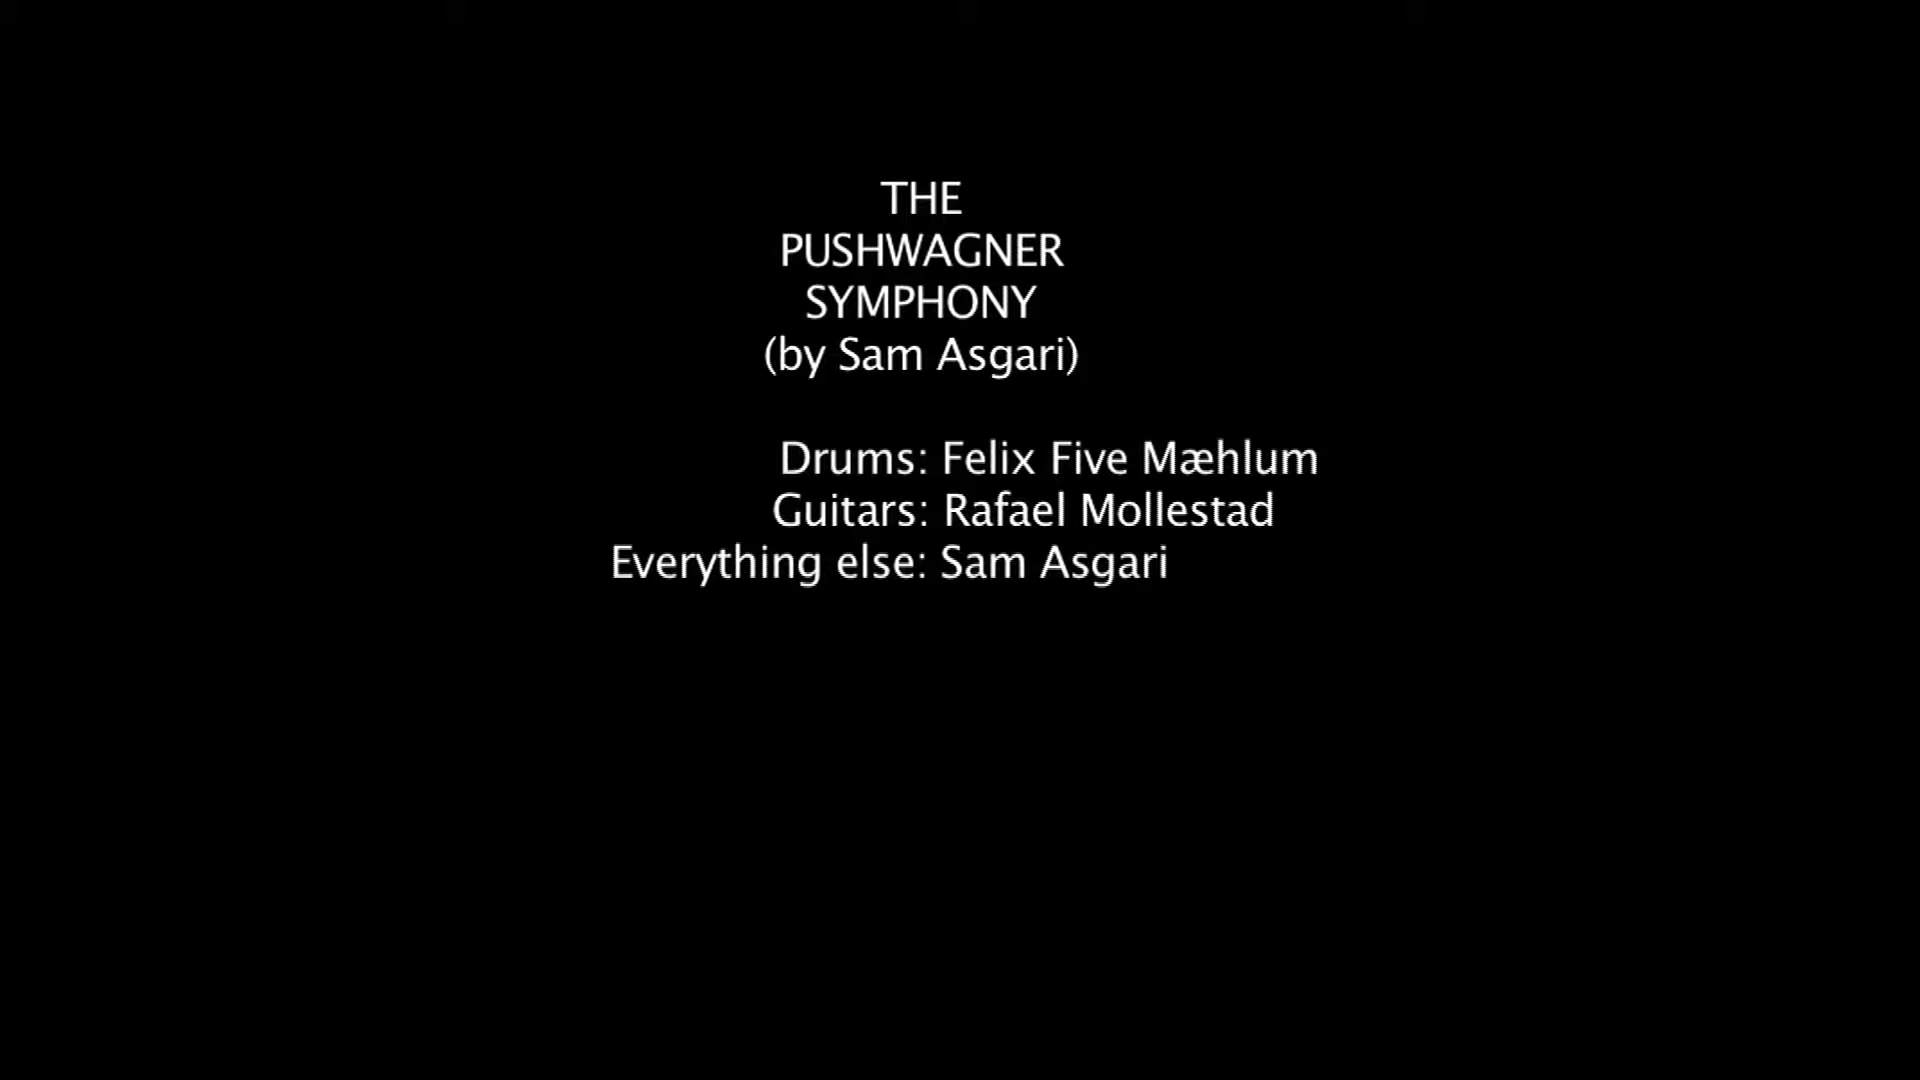 THE
PUSHWAGNER
SYMPHONY
(by Sam Asgari)
Drums: Felix Five Mæhlum
Guitars: Rafael Mollestad
Everything else: Sam Asgari